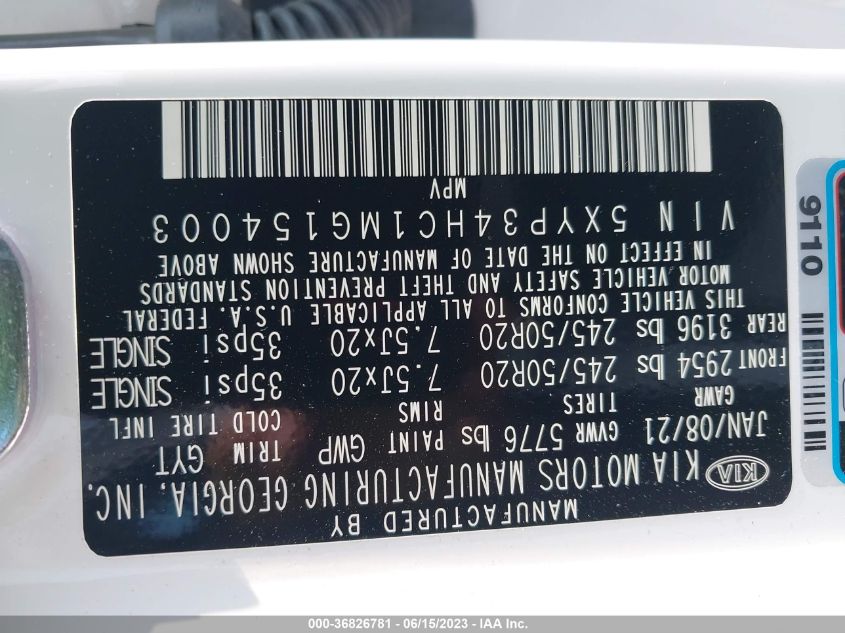 MANUFACTURED BY
KIA KIA MOTORS MANUFACTURING GEORGIA, INC.
JAN/08/21 GVWR 5776 lbs PAINT GWP TRIM GYT
GAWR TIRES RIMS COLD TIRE INFL
FRONT 2954 lbs 245/50R20 7.5Jx20 35psi SINGLE
REAR 3196 lbs 245/50R20 7.5Jx20 35psi SINGLE
THIS VEHICLE CONFORMS TO ALL APPLICABLE U.S.A. FEDERAL
MOTOR VEHICLE SAFETY AND THEFT PREVENTION STANDARDS
IN EFFECT ON THE DATE OF MANUFACTURE SHOWN ABOVE
VIN 5XYP34HC1MG154003
MPV
9110
000-36826781 - 06/15/2023 - IAA Inc.